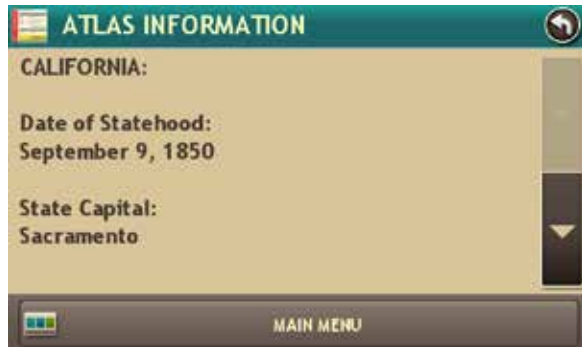 ATLAS INFORMATION
CALIFORNIA:
Date of Statehood:
September 9, 1850
State Capital:
Sacramento
MAIN MENU